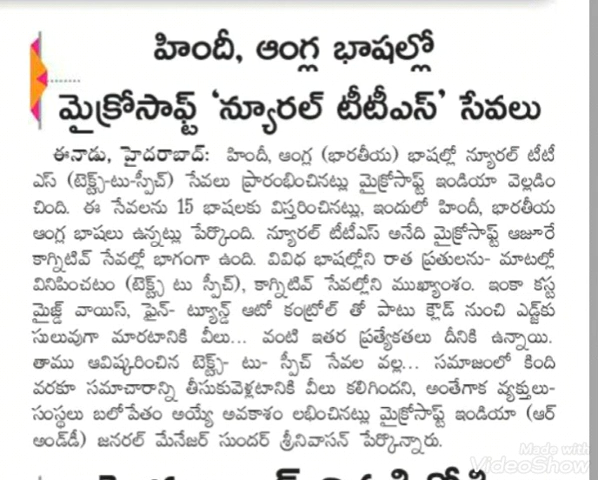 హిందీ, ఆంగ్ల భాషల్లో
మైక్రోసాఫ్ట్ ‘న్యూరల్ టీటీఎస్’ సేవలు
ఈనాడు, హైదరాబాద్: హిందీ, ఆంగ్ల (భారతీయ) భాషల్లో న్యూరల్ టీటీ
ఎస్ (టెక్స్ట్-టు-స్పీచ్) సేవలు ప్రారంభించినట్లు మైక్రోసాఫ్ట్ ఇండియా వెల్లడిం
చింది. ఈ సేవలను 15 భాషలకు విస్తరించినట్లు, ఇందులో హిందీ, భారతీయ
ఆంగ్ల భాషలు ఉన్నట్లు పేర్కొంది. న్యూరల్ టీటీఎస్ అనేది మైక్రోసాఫ్ట్ ఆజూరే
కాగ్నిటివ్ సేవల్లో భాగంగా ఉంది. వివిధ భాషల్లోని రాత ప్రతులను- మాటల్లో
వినిపించటం (టెక్స్ట్ టు స్పీచ్), కాగ్నిటివ్ సేవల్లోని ముఖ్యాంశం. ఇంకా కస్ట
మైజ్డ్ వాయిస్, ఫైన్- ట్యూన్డ్ ఆటో కంట్రోల్ తో పాటు క్లౌడ్ నుంచి ఎడ్జ్‌కు
సులువుగా మారటానికి వీలు... వంటి ఇతర ప్రత్యేకతలు దీనికి ఉన్నాయి.
తాము ఆవిష్కరించిన టెక్స్ట్- టు- స్పీచ్ సేవల వల్ల... సమాజంలో కింది
వరకూ సమాచారాన్ని తీసుకువెళ్లటానికి వీలు కలిగిందని, అంతేగాక వ్యక్తులు-
సంస్థలు బలోపేతం అయ్యే అవకాశం లభించినట్లు మైక్రోసాఫ్ట్ ఇండియా (ఆర్
అండ్‌డీ) జనరల్ మేనేజర్ సుందర్ శ్రీనివాసన్ పేర్కొన్నారు.
Made with
VideoShow